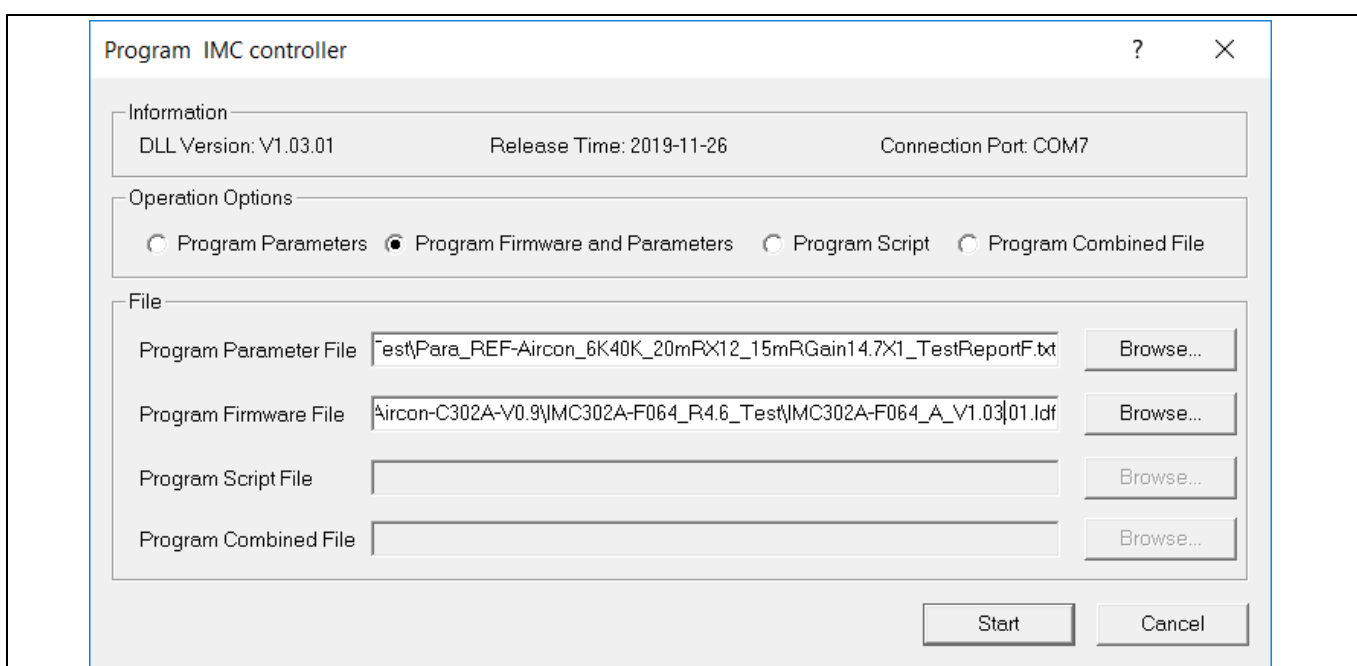 Program IMC controller ?
Information
DLL Version: V1.03.01 Release Time: 2019-11-26 Connection Port: COM7
Operation Options
Program Parameters Program Firmware and Parameters Program Script Program Combined File
File
Program Parameter File Test\Para_REF-Aircon_6K40K_20mRX12_15mRGain14.7X1_TestReportF.txt Browse...
Program Firmware File Aircon-C302A-V0.9\IMC302A-F064_R4.6_Test\IMC302A-F064_A_V1.03.01.ldf Browse...
Program Script File Browse...
Program Combined File Browse...
Start Cancel